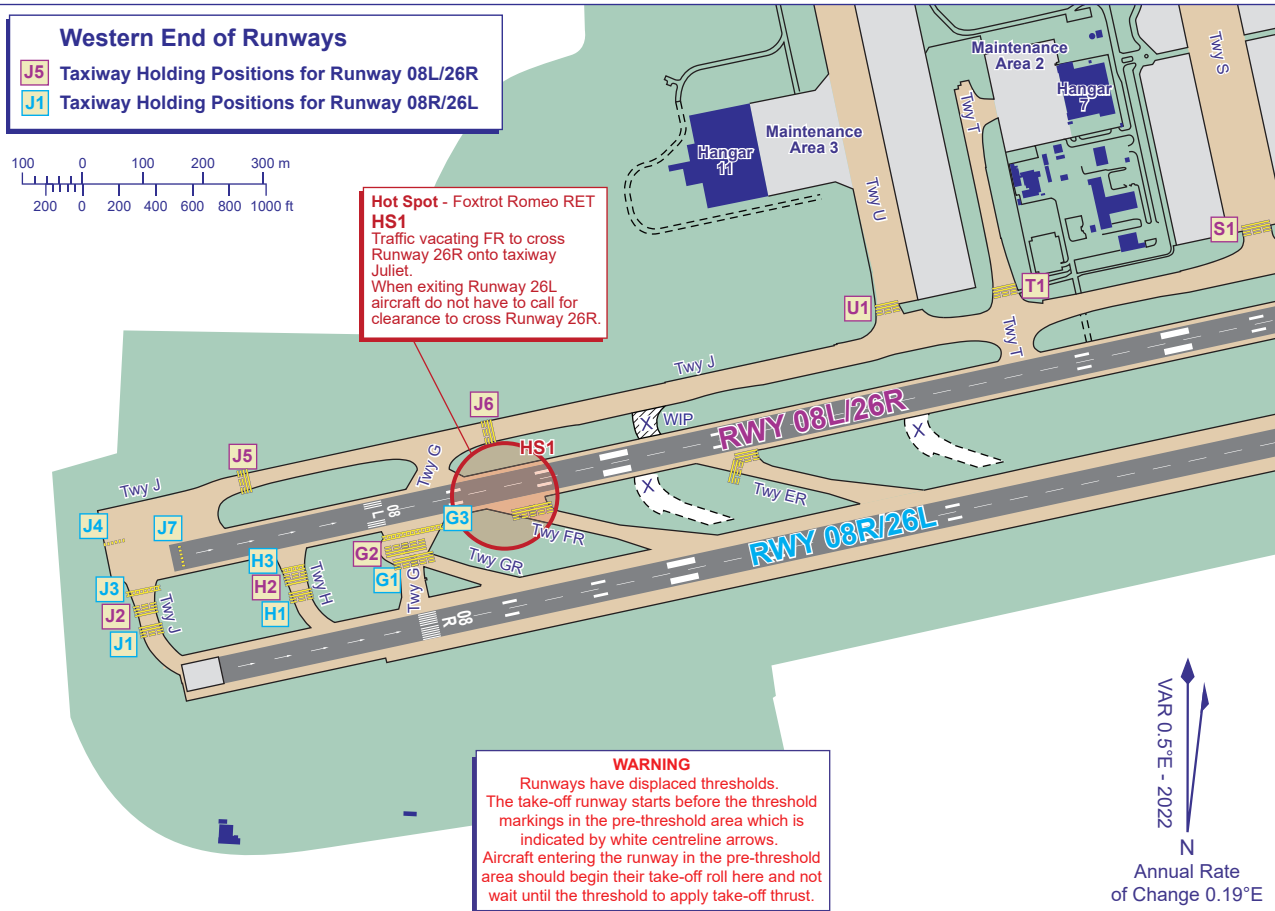 Western End of Runways
J5 Taxiway Holding Positions for Runway 08L/26R
J1 Taxiway Holding Positions for Runway 08R/26L
100 0 100 200 300 m
200 0 200 400 600 800 1000 ft
Hot Spot - Foxtrot Romeo RET
HS1
Traffic vacating FR to cross
Runway 26R onto taxiway
Juliet.
When exiting Runway 26L
aircraft do not have to call for
clearance to cross Runway 26R.
Hangar
11
Maintenance
Area 3
Maintenance
Area 2
Hangar
7
Twy S
Twy T
Twy U
S1
T1
U1
Twy T
Twy J
J6
X WIP
RWY 08L/26R
X
HS1
Twy G
J5
Twy J
X
Twy ER
J4
J7
08
L
G3
Twy FR
RWY 08R/26L
H3
G2
Twy GR
J3
H2
Twy H
G1
Twy G
J2
Twy J
H1
08
R
J1
WARNING
Runways have displaced thresholds.
The take-off runway starts before the threshold
markings in the pre-threshold area which is
indicated by white centreline arrows.
Aircraft entering the runway in the pre-threshold
area should begin their take-off roll here and not
wait until the threshold to apply take-off thrust.
VAR 0.5°E - 2022
N
Annual Rate
of Change 0.19°E